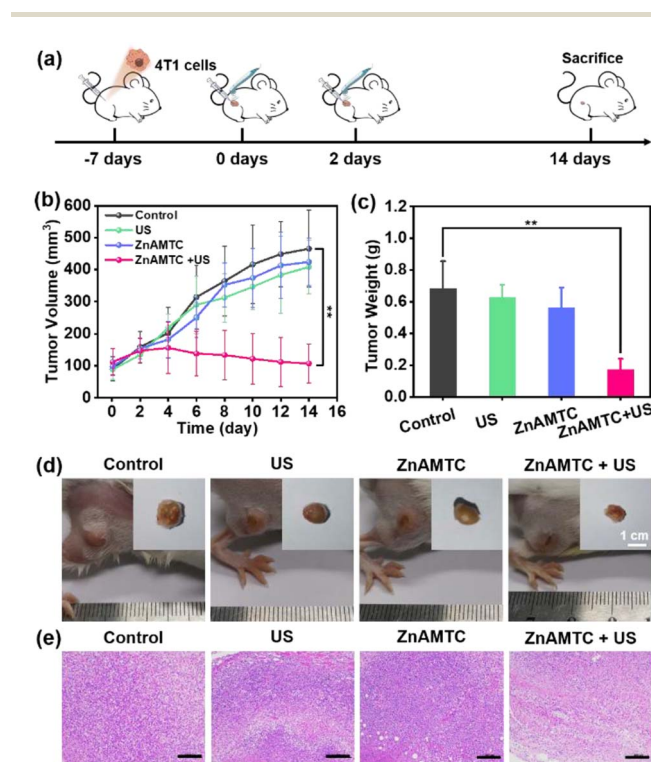 (a)
4T1 cells
Sacrifice
-7 days
0 days
2 days
14 days
(b)
600
500
400
300
200
100
0
Tumor Volume (mm³)
Control
US
ZnAMTC
ZnAMTC +US
**
0 2 4 6 8 10 12 14 16
Time (day)
(c)
1.2
1.0
0.8
0.6
0.4
0.2
0.0
Tumor Weight (g)
**
Control
US
ZnAMTC
ZnAMTC+US
(d)
Control
US
ZnAMTC
ZnAMTC + US
1 cm
(e)
Control
US
ZnAMTC
ZnAMTC + US